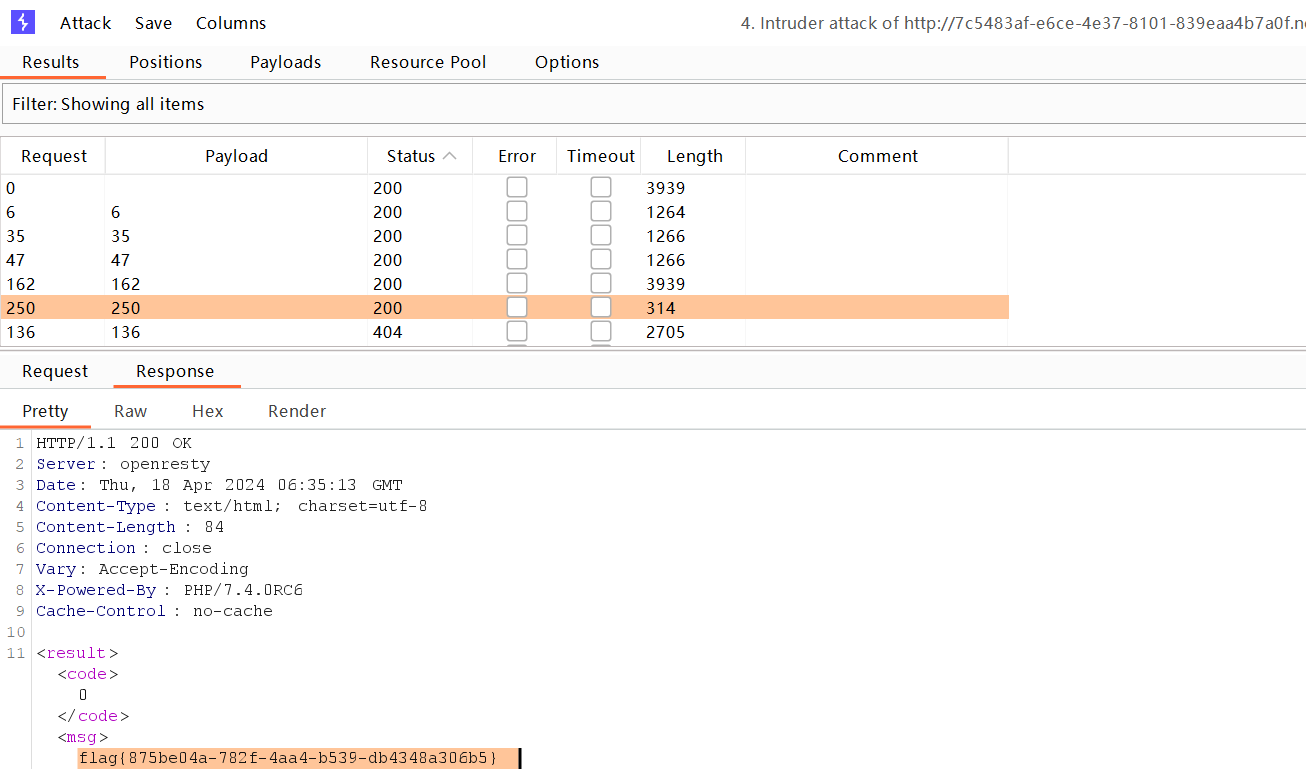 Attack Save Columns 4. Intruder attack of http://7c5483af-e6ce-4e37-8101-839eaa4b7a0f.n
Results Positions Payloads Resource Pool Options
Filter: Showing all items
Request Payload Status Error Timeout Length Comment
0 200 3939
6 6 200 1264
35 35 200 1266
47 47 200 1266
162 162 200 3939
250 250 200 314
136 136 404 2705
Request Response
Pretty Raw Hex Render
1 HTTP/1.1 200 OK
2 Server: openresty
3 Date: Thu, 18 Apr 2024 06:35:13 GMT
4 Content-Type: text/html; charset=utf-8
5 Content-Length: 84
6 Connection: close
7 Vary: Accept-Encoding
8 X-Powered-By: PHP/7.4.0RC6
9 Cache-Control: no-cache
10
11 <result>
<code>
0
</code>
<msg>
flag{875be04a-782f-4aa4-b539-db4348a306b5}